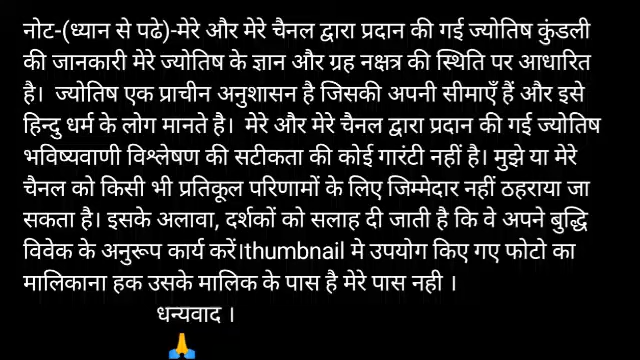 नोट-(ध्यान से पढे)-मेरे और मेरे चैनल द्वारा प्रदान की गई ज्योतिष कुंडली
की जानकारी मेरे ज्योतिष के ज्ञान और ग्रह नक्षत्र की स्थिति पर आधारित
है। ज्योतिष एक प्राचीन अनुशासन है जिसकी अपनी सीमाएँ हैं और इसे
हिन्दु धर्म के लोग मानते है। मेरे और मेरे चैनल द्वारा प्रदान की गई ज्योतिष
भविष्यवाणी विश्लेषण की सटीकता की कोई गारंटी नहीं है। मुझे या मेरे
चैनल को किसी भी प्रतिकूल परिणामों के लिए जिम्मेदार नहीं ठहराया जा
सकता है। इसके अलावा, दर्शकों को सलाह दी जाती है कि वे अपने बुद्धि
विवेक के अनुरूप कार्य करें।thumbnail मे उपयोग किए गए फोटो का
मालिकाना हक उसके मालिक के पास है मेरे पास नही ।
धन्यवाद ।
🙏